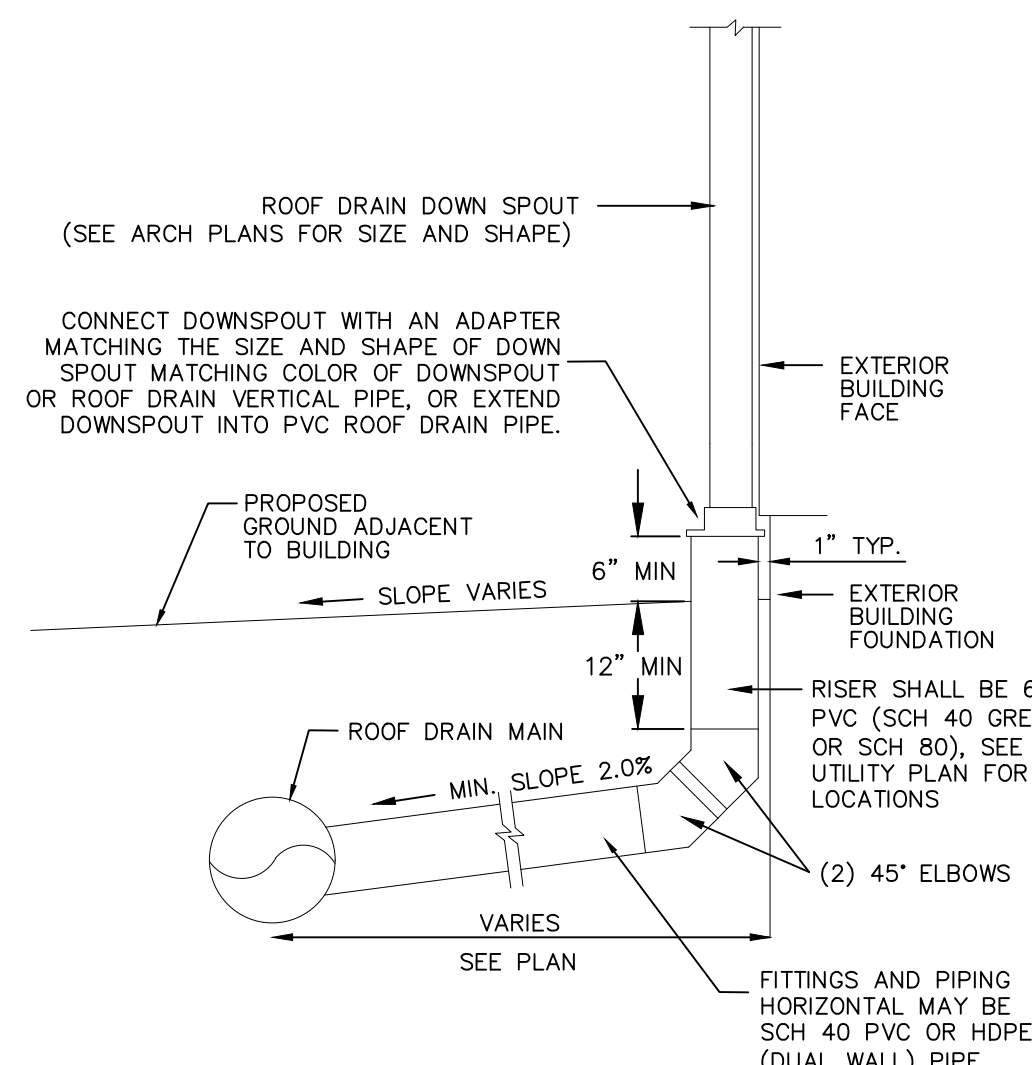 ROOF DRAIN DOWN SPOUT
(SEE ARCH PLANS FOR SIZE AND SHAPE)
CONNECT DOWNSPOUT WITH AN ADAPTER
MATCHING THE SIZE AND SHAPE OF DOWN
SPOUT MATCHING COLOR OF DOWNSPOUT
OR ROOF DRAIN VERTICAL PIPE, OR EXTEND
DOWNSPOUT INTO PVC ROOF DRAIN PIPE.
EXTERIOR
BUILDING
FACE
PROPOSED
GROUND ADJACENT
TO BUILDING
1" TYP.
6" MIN
SLOPE VARIES
EXTERIOR
BUILDING
FOUNDATION
12" MIN
RISER SHALL BE 6
PVC (SCH 40
OR SCH 80), SEE
UTILITY PLAN FOR
LOCATIONS
ROOF DRAIN MAIN
MIN. SLOPE 2.0%
(2) 45° ELBOWS
VARIES
SEE PLAN
FITTINGS AND PIPING
HORIZONTAL MAY BE
SCH 40 PVC OR HDPE
(DUAL WALL) PIPE